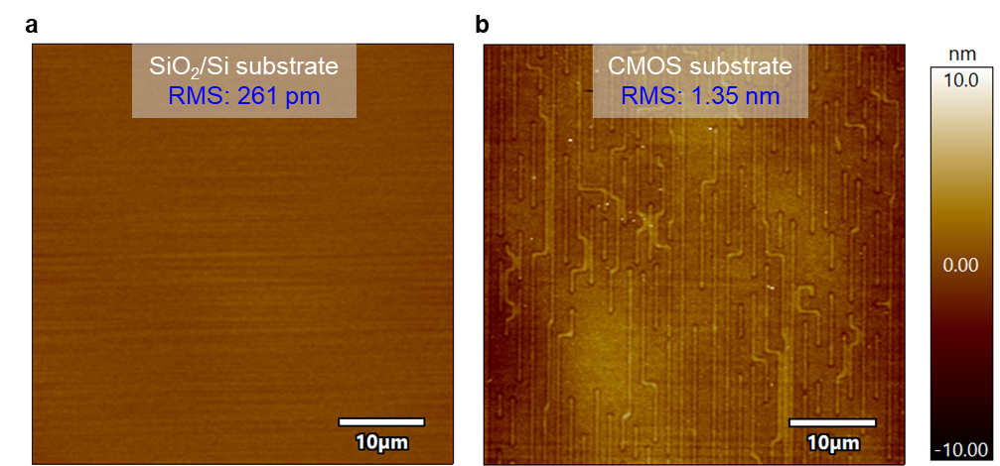 a
SiO₂/Si substrate
RMS: 261 pm
10µm
b
CMOS substrate
RMS: 1.35 nm
10µm
nm
10.0
0.00
-10.00